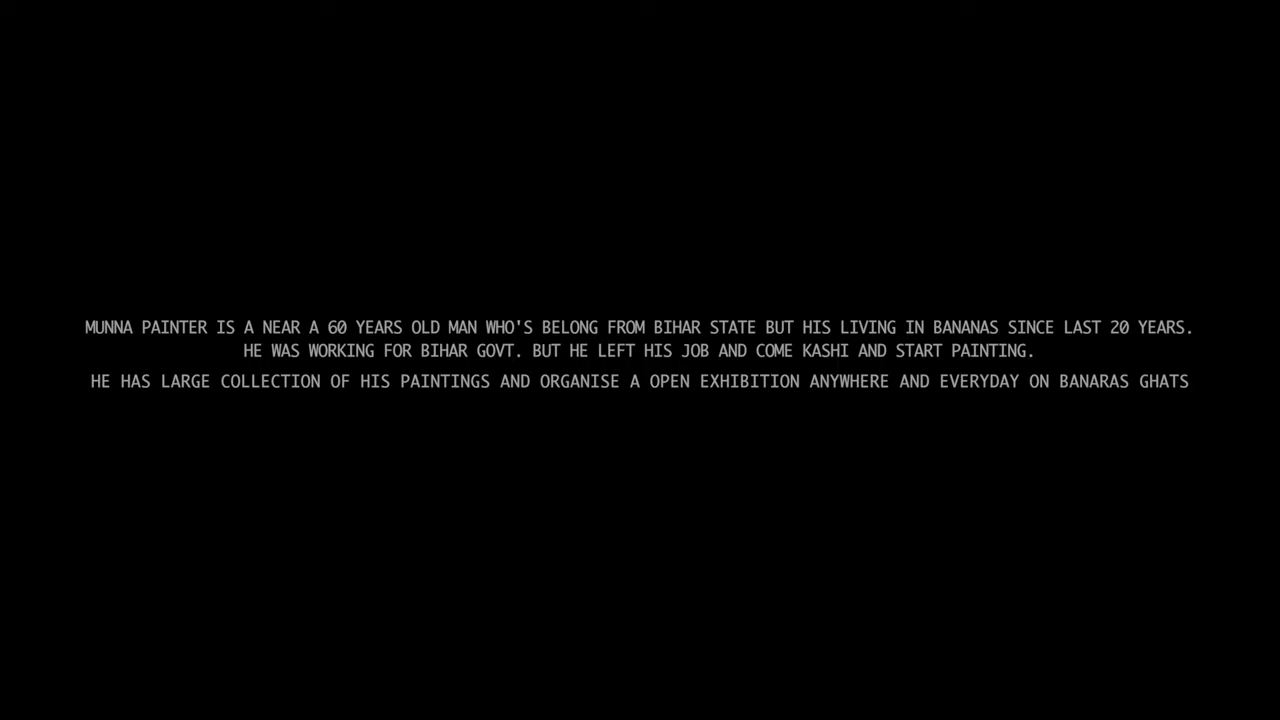 MUNNA PAINTER IS A NEAR A 60 YEARS OLD MAN WHO'S BELONG FROM BIHAR STATE BUT HIS LIVING IN BANANAS SINCE LAST 20 YEARS.
HE WAS WORKING FOR BIHAR GOVT. BUT HE LEFT HIS JOB AND COME KASHI AND START PAINTING.
HE HAS LARGE COLLECTION OF HIS PAINTINGS AND ORGANISE A OPEN EXHIBITION ANYWHERE AND EVERYDAY ON BANARAS GHATS